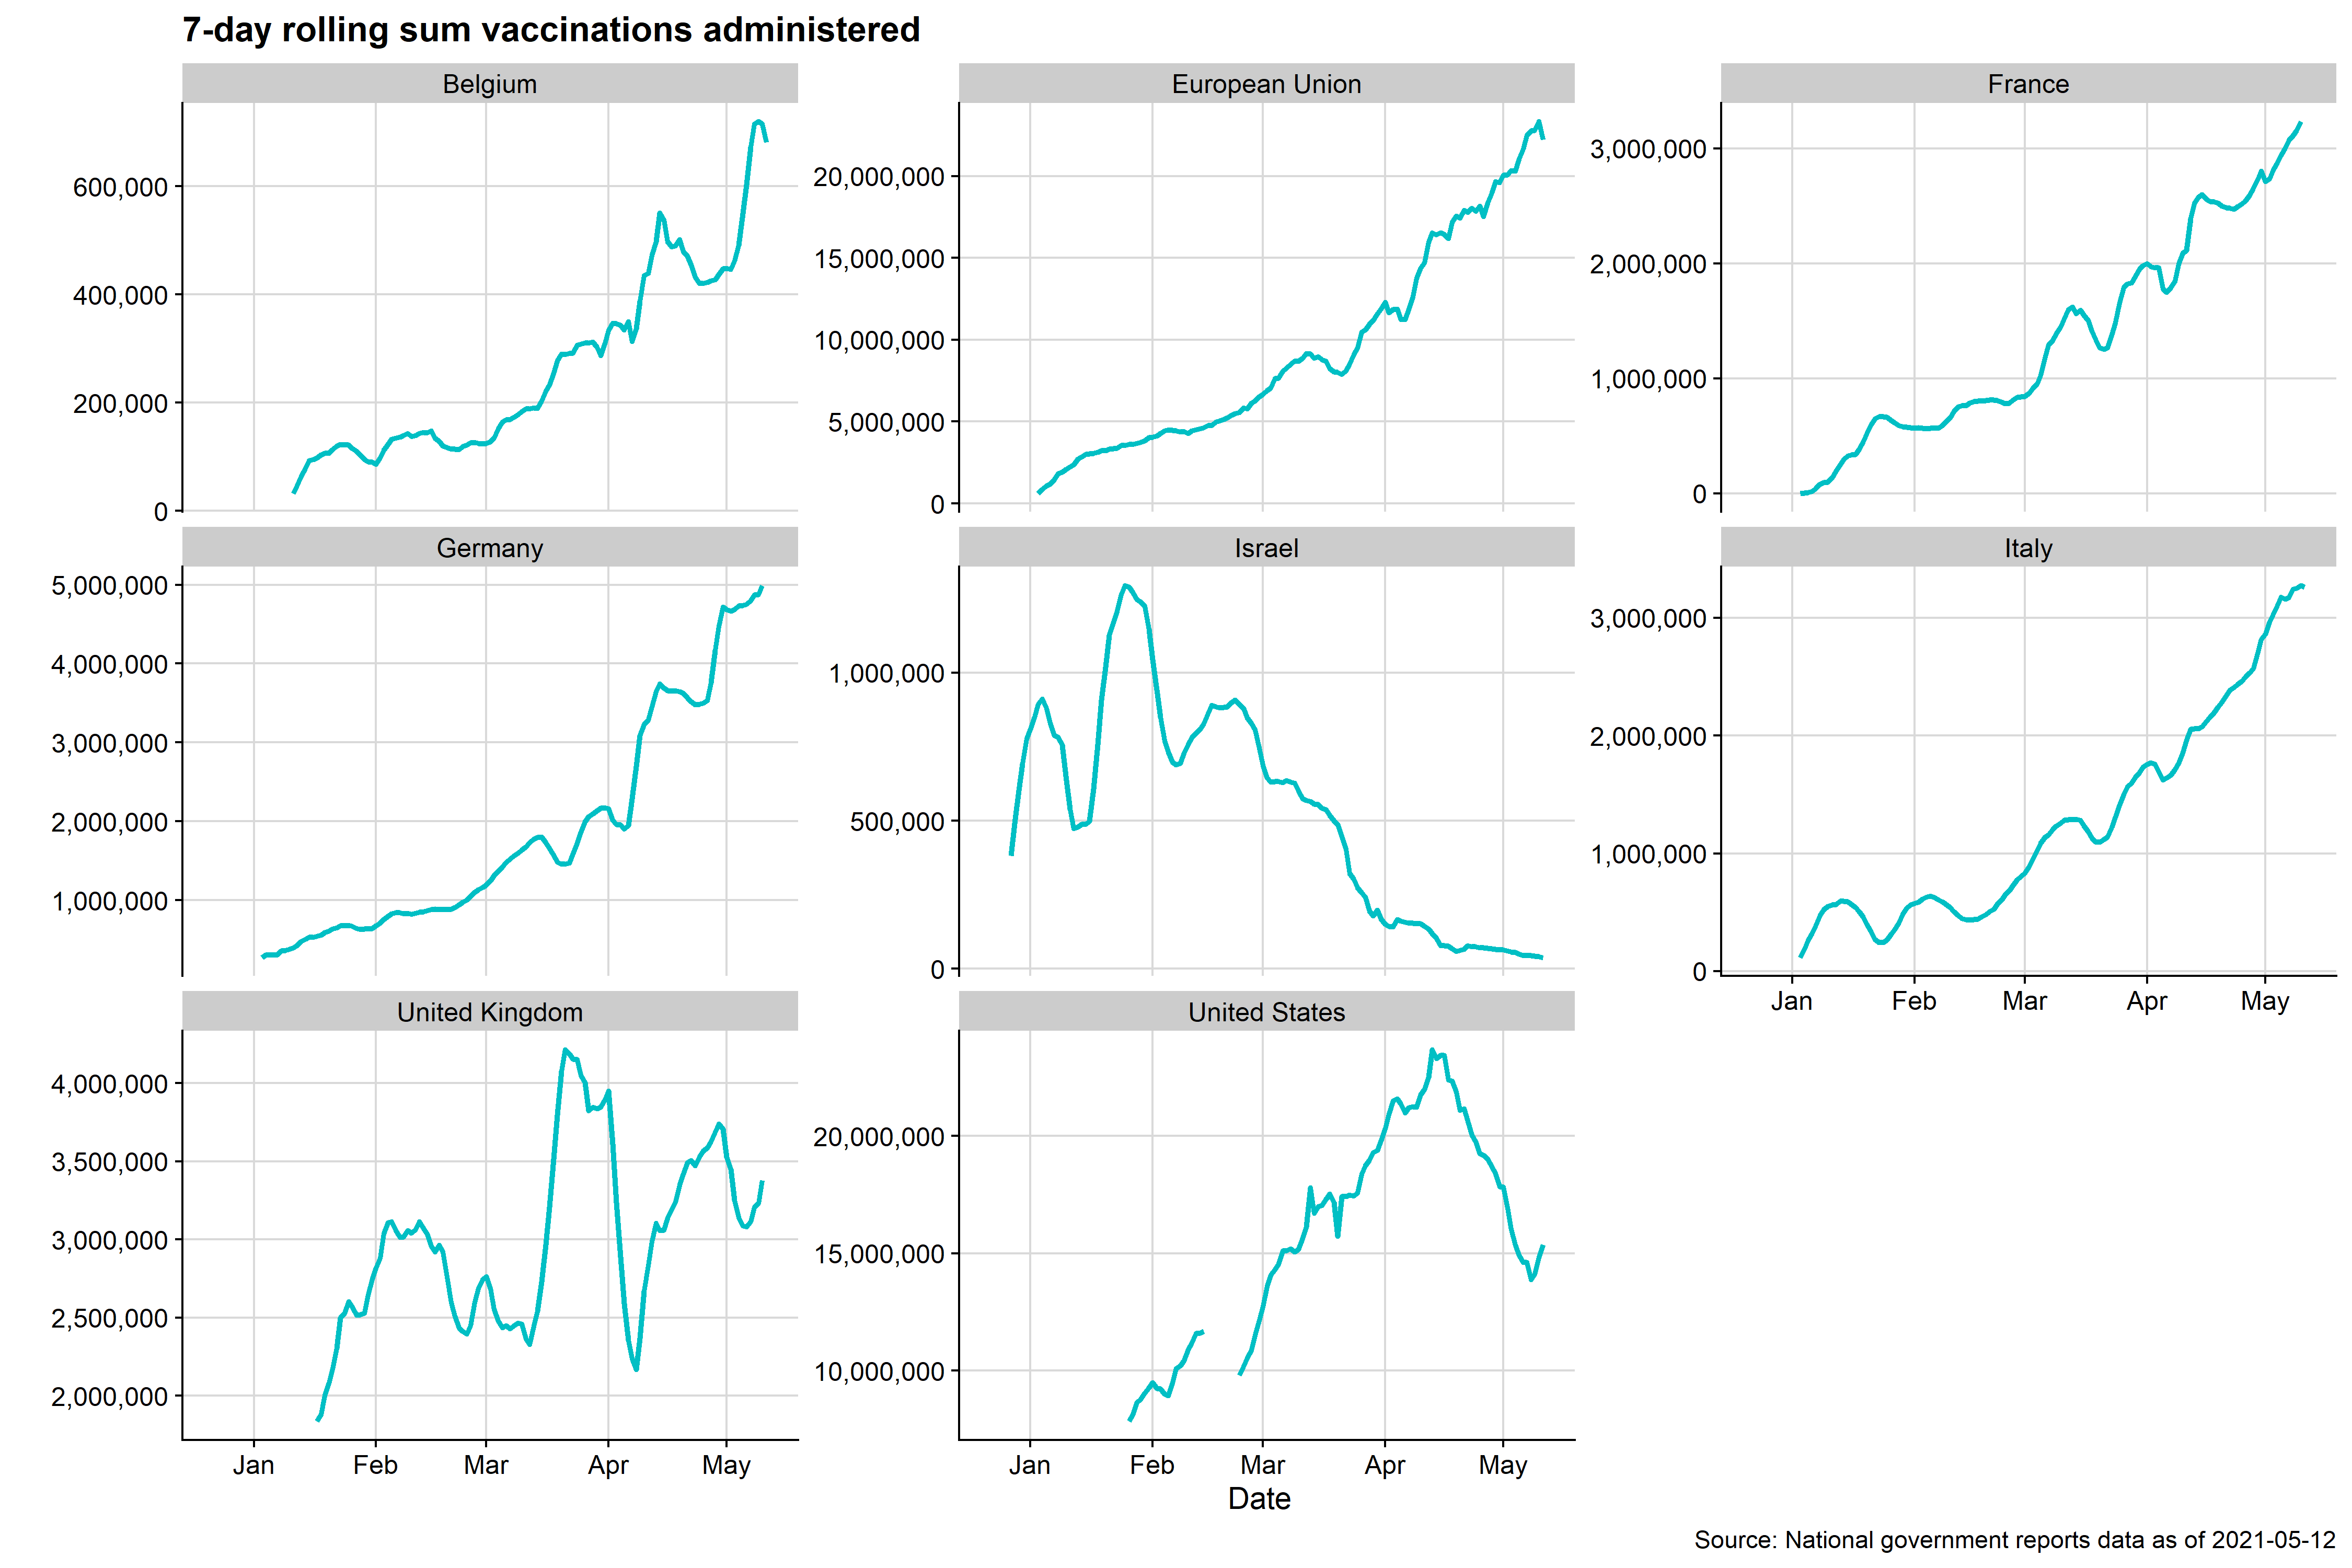 7-day rolling sum vaccinations administered
Belgium
European Union
France
600,000
400,000
200,000
0
20,000,000
15,000,000
10,000,000
5,000,000
0
3,000,000
2,000,000
1,000,000
0
Germany
Israel
Italy
5,000,000
4,000,000
3,000,000
2,000,000
1,000,000
1,000,000
500,000
0
3,000,000
2,000,000
1,000,000
0
Jan Feb Mar Apr May
United Kingdom
United States
4,000,000
3,500,000
3,000,000
2,500,000
2,000,000
20,000,000
15,000,000
10,000,000
Jan Feb Mar Apr May
Jan Feb Mar Apr May
Date
Source: National government reports data as of 2021-05-12